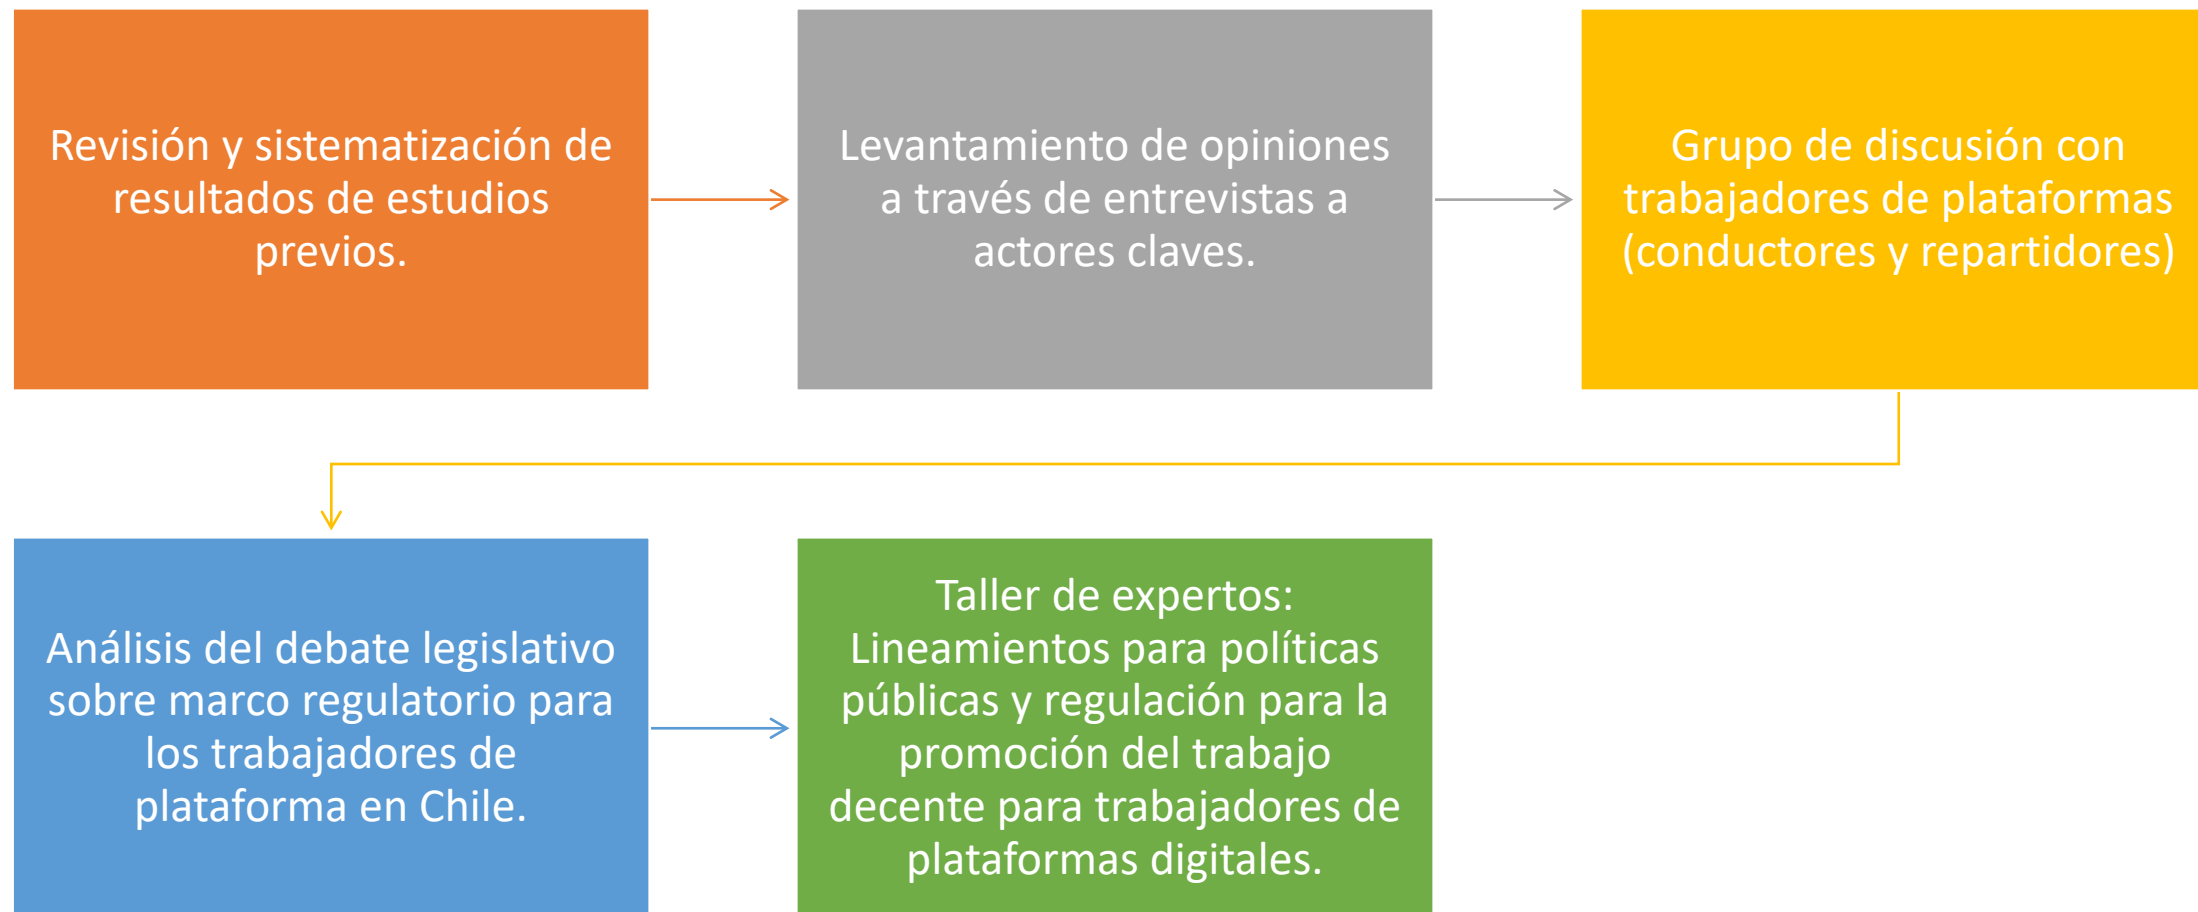 Revisión y sistematización de
resultados de estudios
previos.
Levantamiento de opiniones
a través de entrevistas a
actores claves.
Grupo de discusión con
trabajadores de plataformas
(conductores y repartidores)
Análisis del debate legislativo
sobre marco regulatorio para
los trabajadores de
plataforma en Chile.
Taller de expertos:
Lineamientos para políticas
públicas y regulación para la
promoción del trabajo
decente para trabajadores de
plataformas digitales.